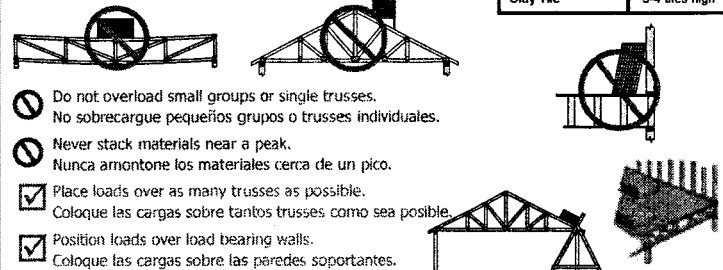 Clay Tile 3-4 tiles high
Do not overload small groups or single trusses.
No sobrecargue pequeños grupos o trusses individuales.
Never stack materials near a peak.
Nunca amontone los materiales cerca de un pico.
Place loads over as many trusses as possible.
Coloque las cargas sobre tantos trusses como sea posible.
Position loads over load bearing walls.
Coloque las cargas sobre las paredes soportantes.